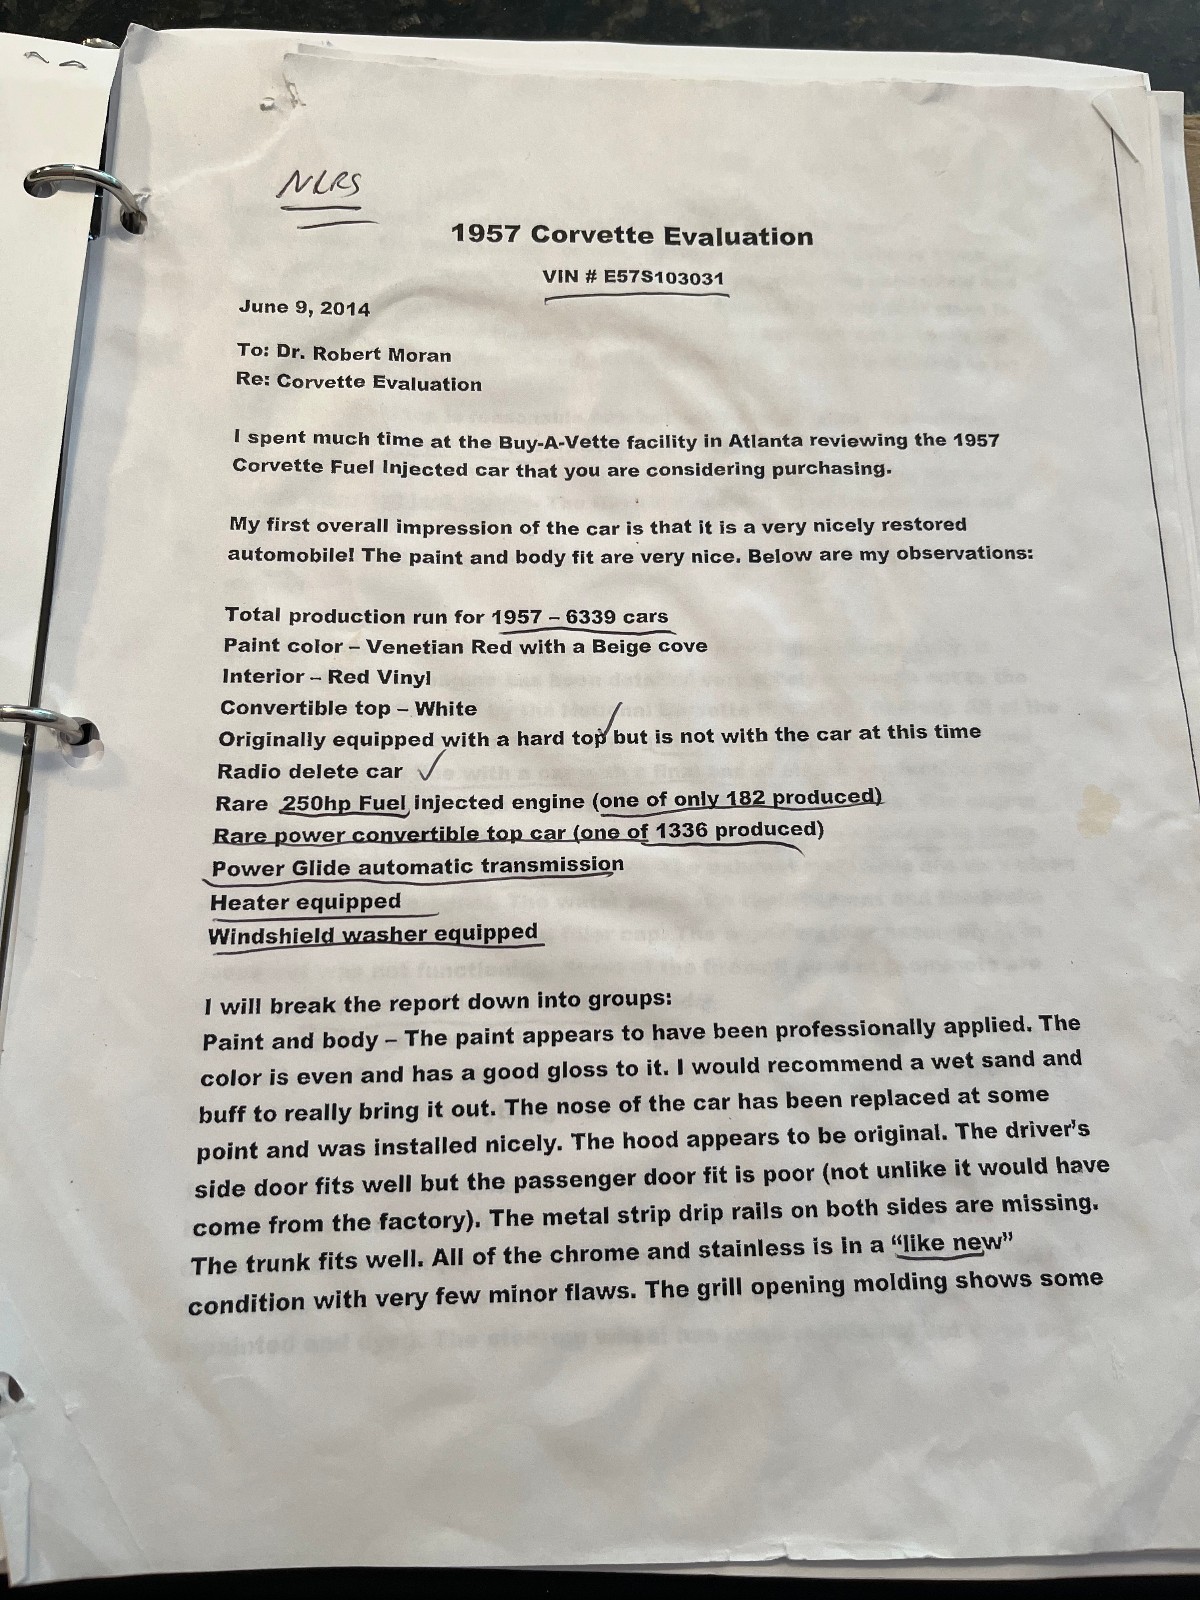 NCRS
1957 Corvette Evaluation
VIN # E57S103031
June 9, 2014
To: Dr. Robert Moran
Re: Corvette Evaluation
I spent much time at the Buy-A-Vette facility in Atlanta reviewing the 1957
Corvette Fuel Injected car that you are considering purchasing.
My first overall impression of the car is that it is a very nicely restored
automobile! The paint and body fit are very nice. Below are my observations:
Total production run for 1957 – 6339 cars
Paint color – Venetian Red with a Beige cove
Interior – Red Vinyl
Convertible top – White
Originally equipped with a hard top but is not with the car at this time
Radio delete car ✓
Rare 250hp Fuel injected engine (one of only 182 produced)
Rare power convertible top car (one of 1336 produced)
Power Glide automatic transmission
Heater equipped
Windshield washer equipped
I will break the report down into groups:
Paint and body – The paint appears to have been professionally applied. The
color is even and has a good gloss to it. I would recommend a wet sand and
buff to really bring it out. The nose of the car has been replaced at some
point and was installed nicely. The hood appears to be original. The driver's
side door fits well but the passenger door fit is poor (not unlike it would have
come from the factory). The metal strip drip rails on both sides are missing.
The trunk fits well. All of the chrome and stainless is in a “like new”
condition with very few minor flaws. The grill opening molding shows some